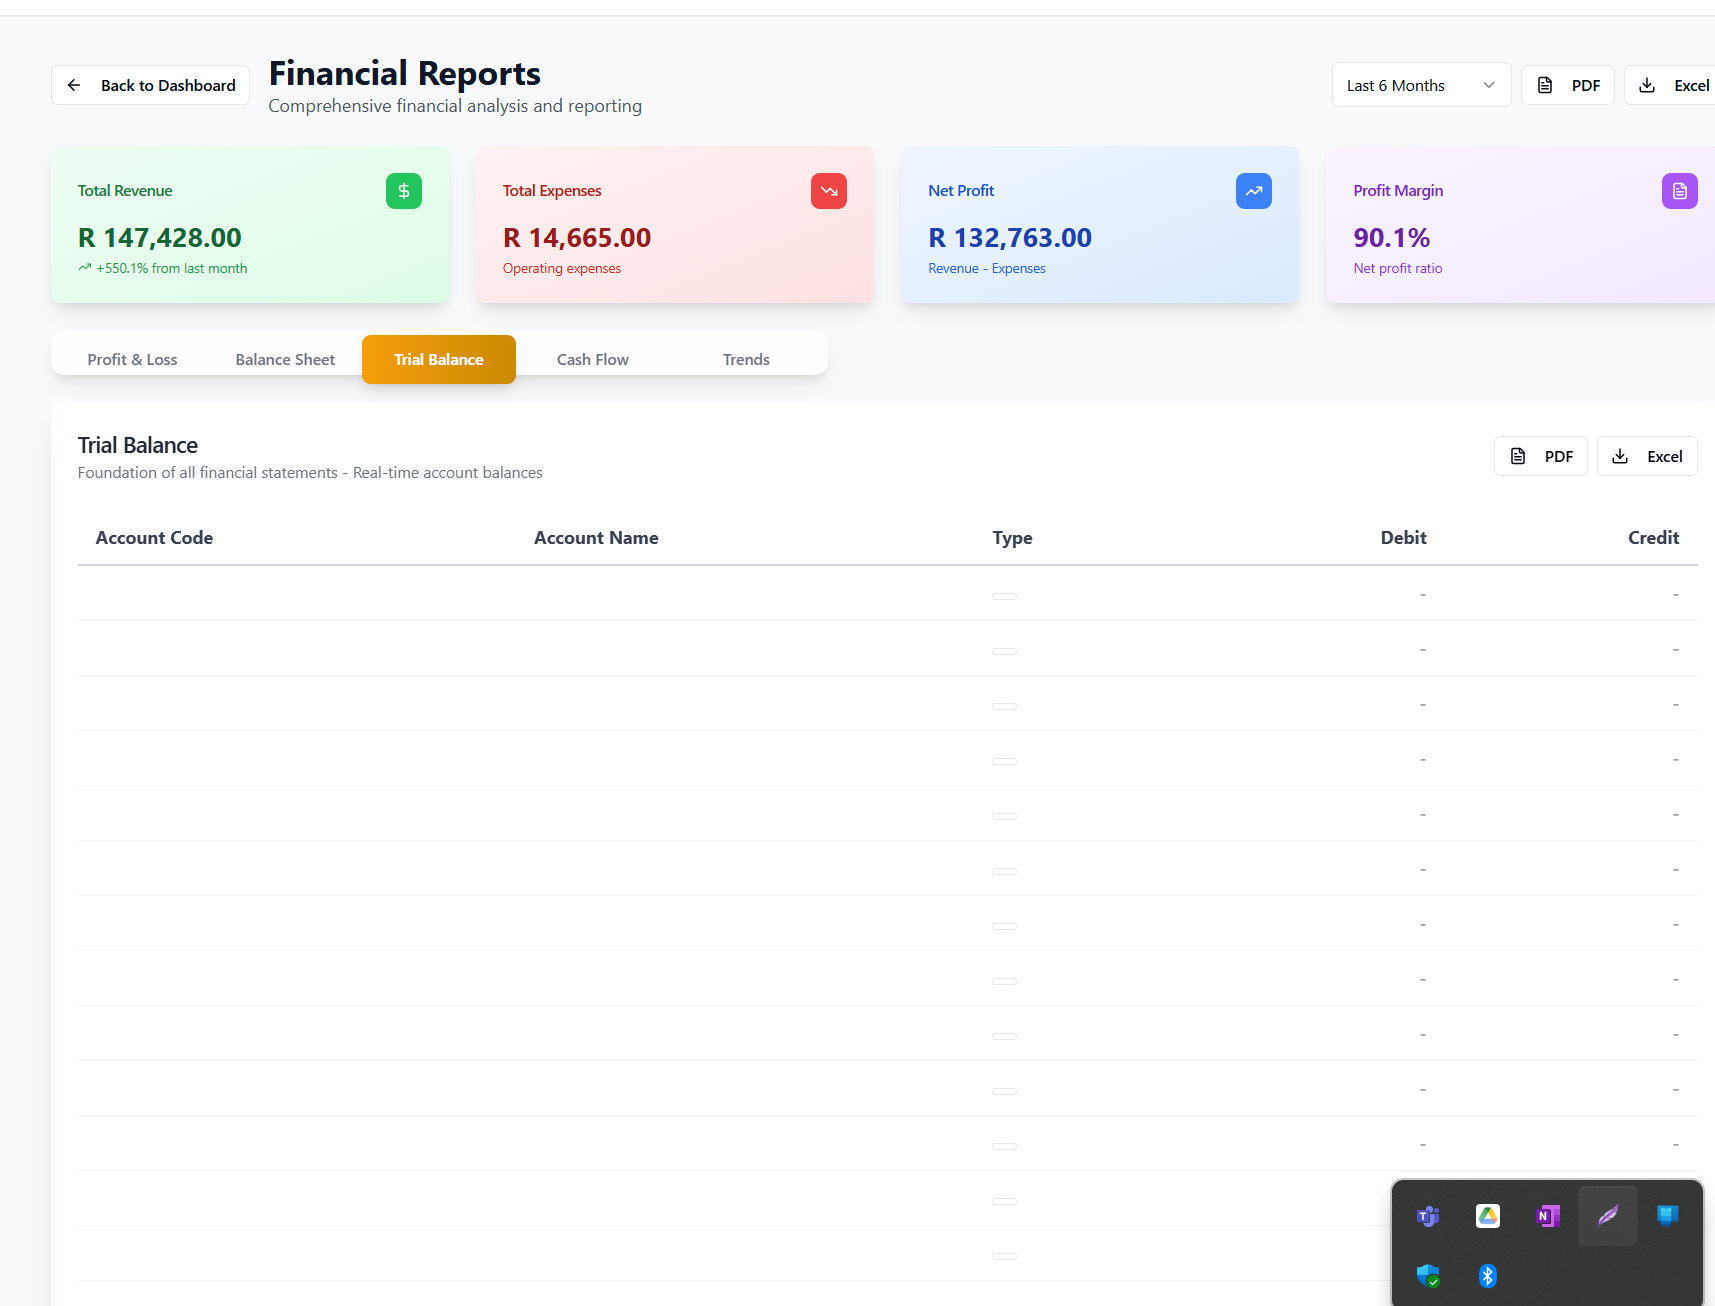 Back to Dashboard
Financial Reports
Comprehensive financial analysis and reporting
Last 6 Months
PDF
Excel
Total Revenue
$
R 147,428.00
+550.1% from last month
Total Expenses
R 14,665.00
Operating expenses
Net Profit
R 132,763.00
Revenue - Expenses
Profit Margin
90.1%
Net profit ratio
Profit & Loss
Balance Sheet
Trial Balance
Cash Flow
Trends
Trial Balance
Foundation of all financial statements - Real-time account balances
PDF
Excel
Account Code Account Name Type Debit Credit
- -
- -
- -
- -
- -
- -
- -
- -
- -
- -
- -
T N